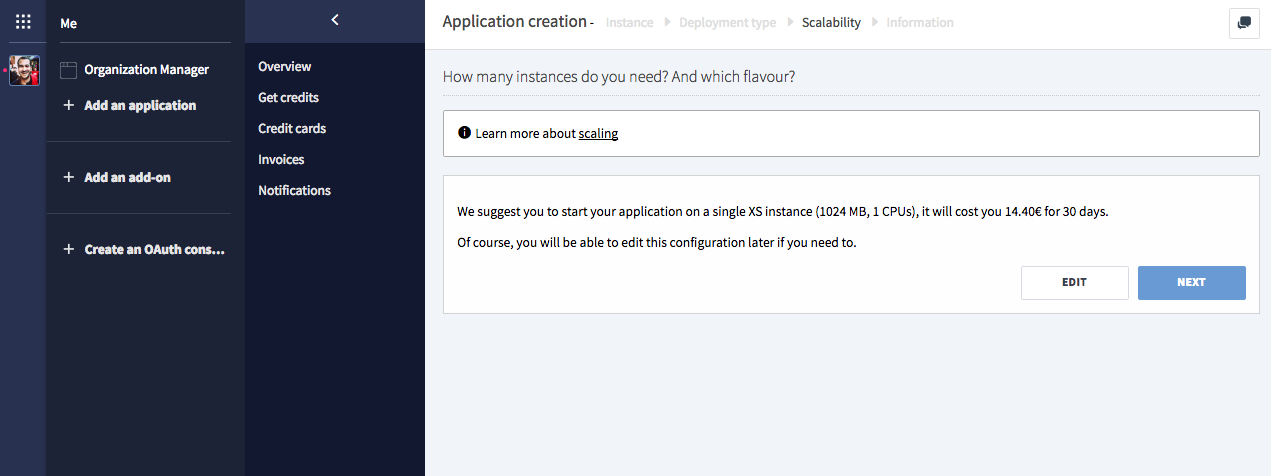 Me
Organization Manager
+ Add an application
+ Add an add-on
+ Create an OAuth cons...
Overview
Get credits
Credit cards
Invoices
Notifications
Application creation - Instance Deployment type Scalability Information
How many instances do you need? And which flavour?
Learn more about scaling
We suggest you to start your application on a single XS instance (1024 MB, 1 CPUs), it will cost you 14.40€ for 30 days.
Of course, you will be able to edit this configuration later if you need to.
EDIT NEXT